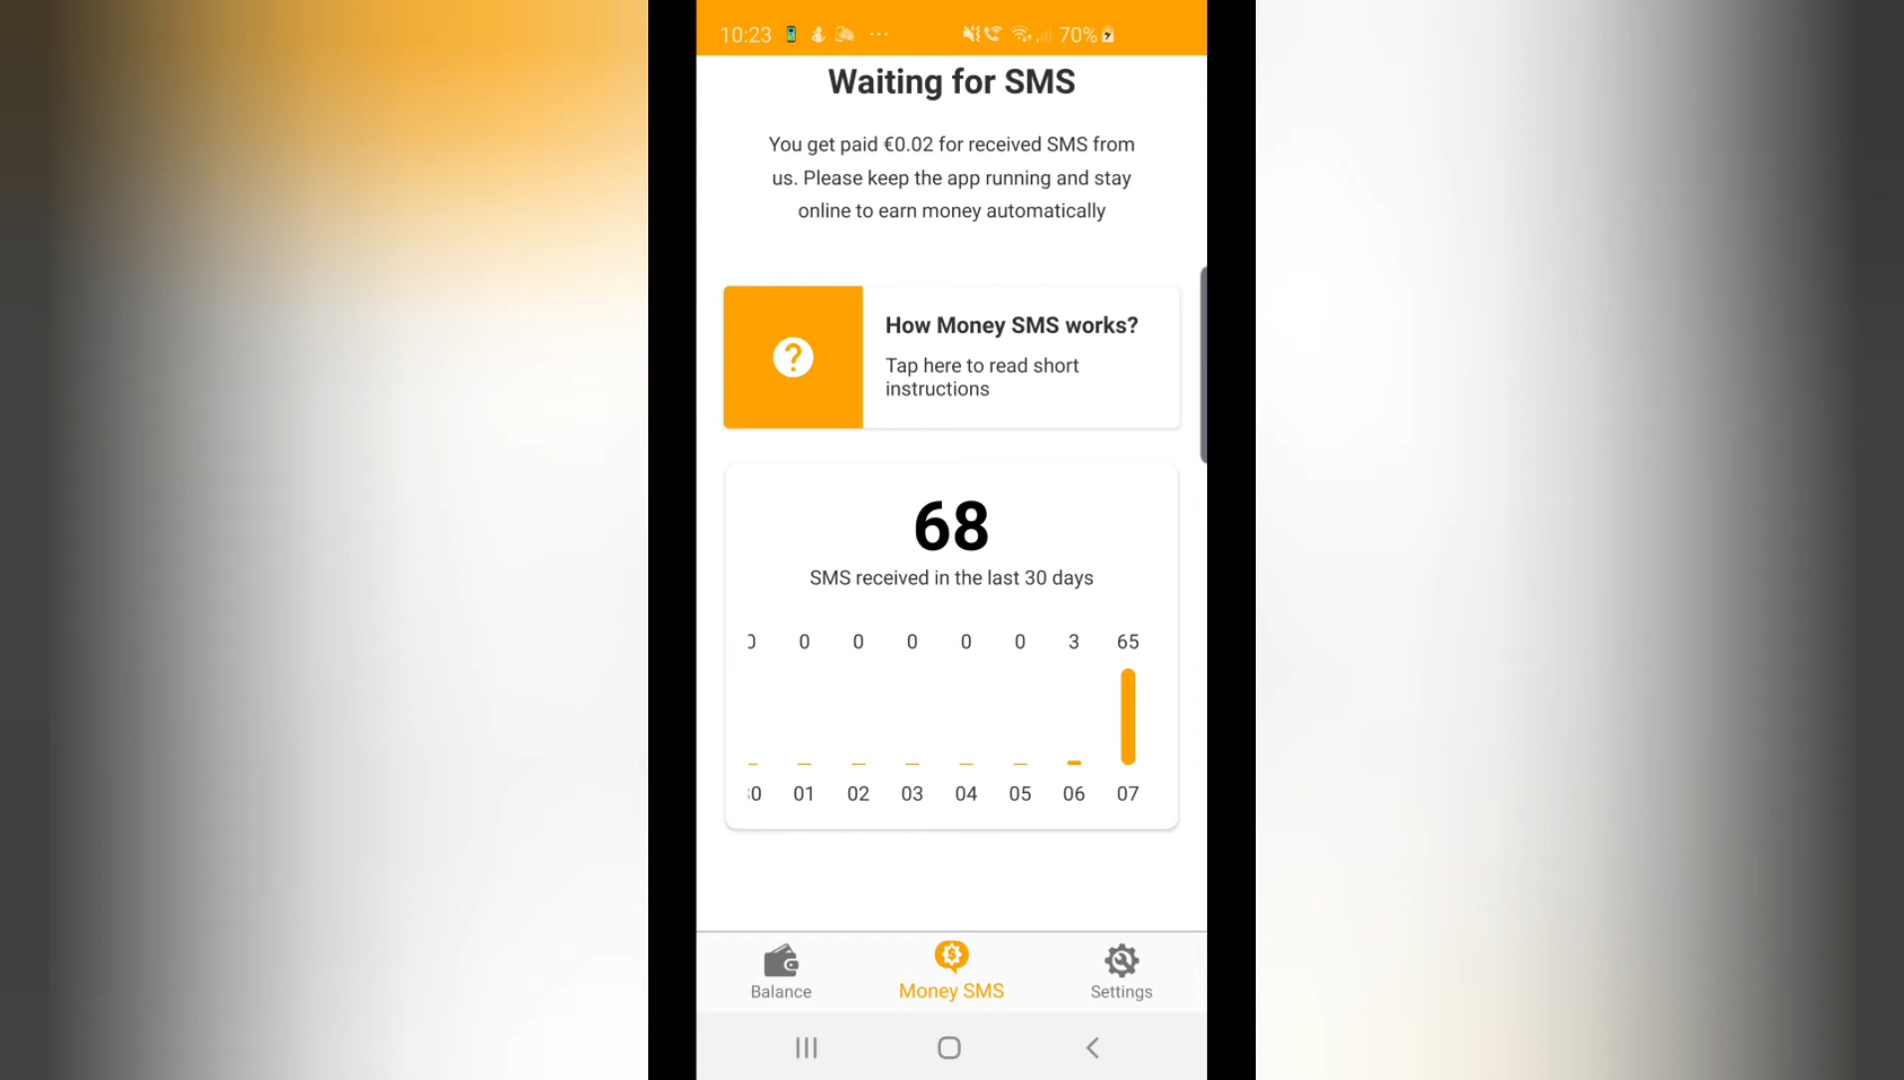 10:23 ... 70%
Waiting for SMS
You get paid €0.02 for received SMS from
us. Please keep the app running and stay
online to earn money automatically
How Money SMS works?
Tap here to read short
instructions
68
SMS received in the last 30 days
0 0 0 0 0 0 3 65
0 01 02 03 04 05 06 07
Balance Money SMS Settings